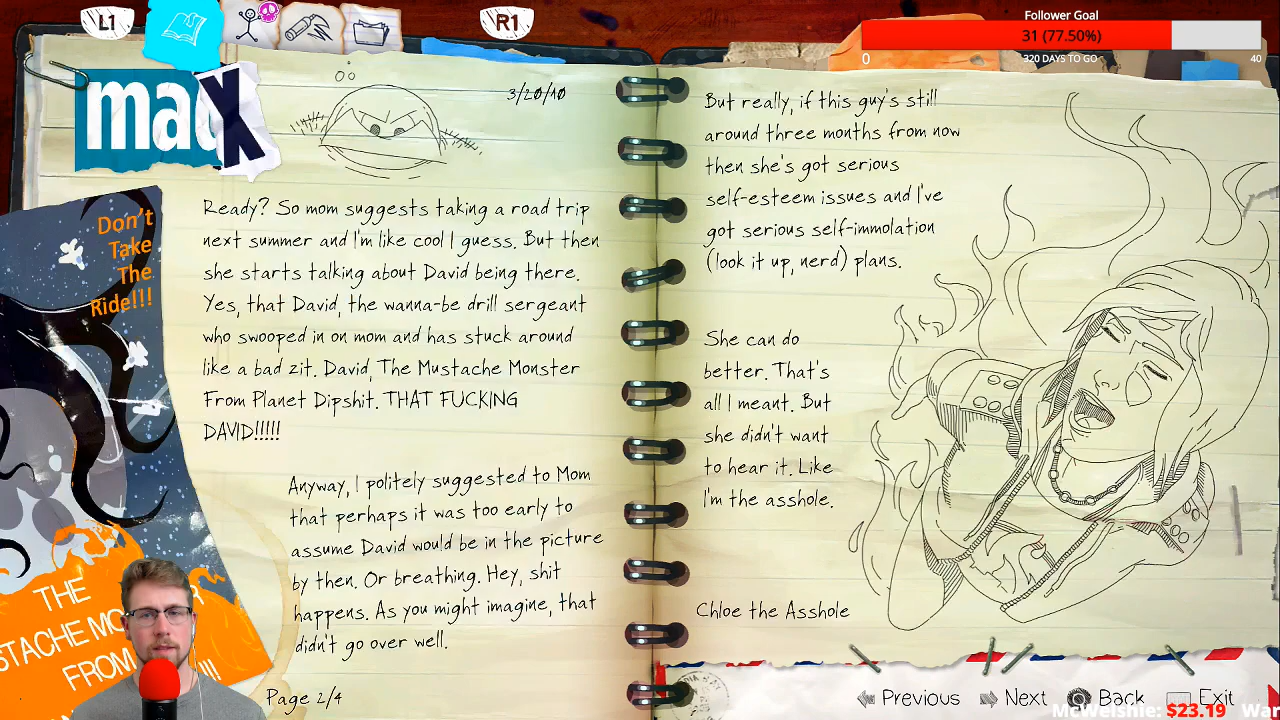 L1
R1
Follower Goal
31 (77.50%)
0
320 DAYS TO GO
40
max
3/20/10
Don't
Take
The
Ride!!!
Ready? So mom suggests taking a road trip
next summer and I'm like cool I guess. But then
she starts talking about David being there.
Yes, that David, the wanna-be drill sergeant
who swooped in on mom and has stuck around
like a bad zit. David, The Mustache Monster
From Planet Dipshit. THAT FUCKING
DAVID!!!!!
Anyway, I politely suggested to Mom
that perhaps it was too early to
assume David would be in the picture
by then. Or breathing. Hey, shit
happens. As you might imagine, that
didn't go over well.
THE
FROM
Page 2/4
But really, if this guy's still
around three months from now
then she's got serious
self-esteem issues and I've
got serious self-immolation
(look it up, nerd) plans.
She can do
better. That's
all I meant. But
she didn't want
to hear it. Like
I'm the asshole.
Chloe the Asshole
Previous
Next
Back
Exit
McWelshie: $23.19 War